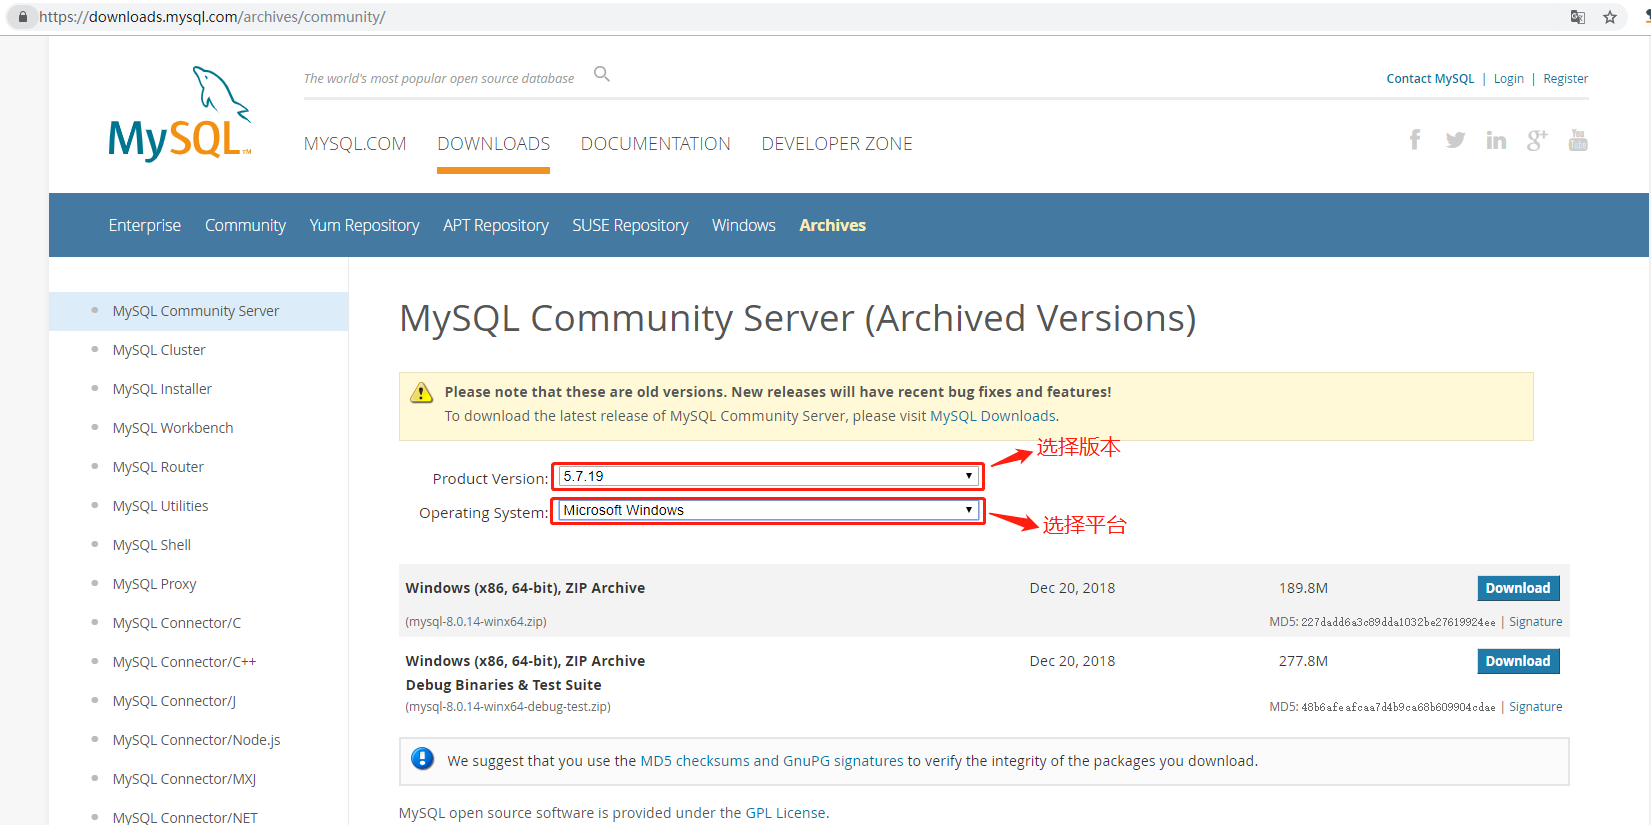 https://downloads.mysql.com/archives/community/
The world's most popular open source database
Contact MySQL | Login | Register
MySQL™
MYSQL.COM DOWNLOADS DOCUMENTATION DEVELOPER ZONE
Enterprise Community Yum Repository APT Repository SUSE Repository Windows Archives
MySQL Community Server
MySQL Cluster
MySQL Installer
MySQL Workbench
MySQL Router
MySQL Utilities
MySQL Shell
MySQL Proxy
MySQL Connector/C
MySQL Connector/C++
MySQL Connector/J
MySQL Connector/Node.js
MySQL Connector/MXJ
MySQL Connector/NET
MySQL Community Server (Archived Versions)
Please note that these are old versions. New releases will have recent bug fixes and features!
To download the latest release of MySQL Community Server, please visit MySQL Downloads.
选择版本
Product Version: 5.7.19
Operating System: Microsoft Windows
选择平台
Windows (x86, 64-bit), ZIP Archive Dec 20, 2018 189.8M Download
(mysql-8.0.14-winx64.zip) MD5: 227dadd6a3c89dda1032be27619924ee | Signature
Windows (x86, 64-bit), ZIP Archive Dec 20, 2018 277.8M Download
Debug Binaries & Test Suite
(mysql-8.0.14-winx64-debug-test.zip) MD5: 48b6afeafcaa7d4b9ca68b609904cdae | Signature
We suggest that you use the MD5 checksums and GnuPG signatures to verify the integrity of the packages you download.
MySQL open source software is provided under the GPL License.